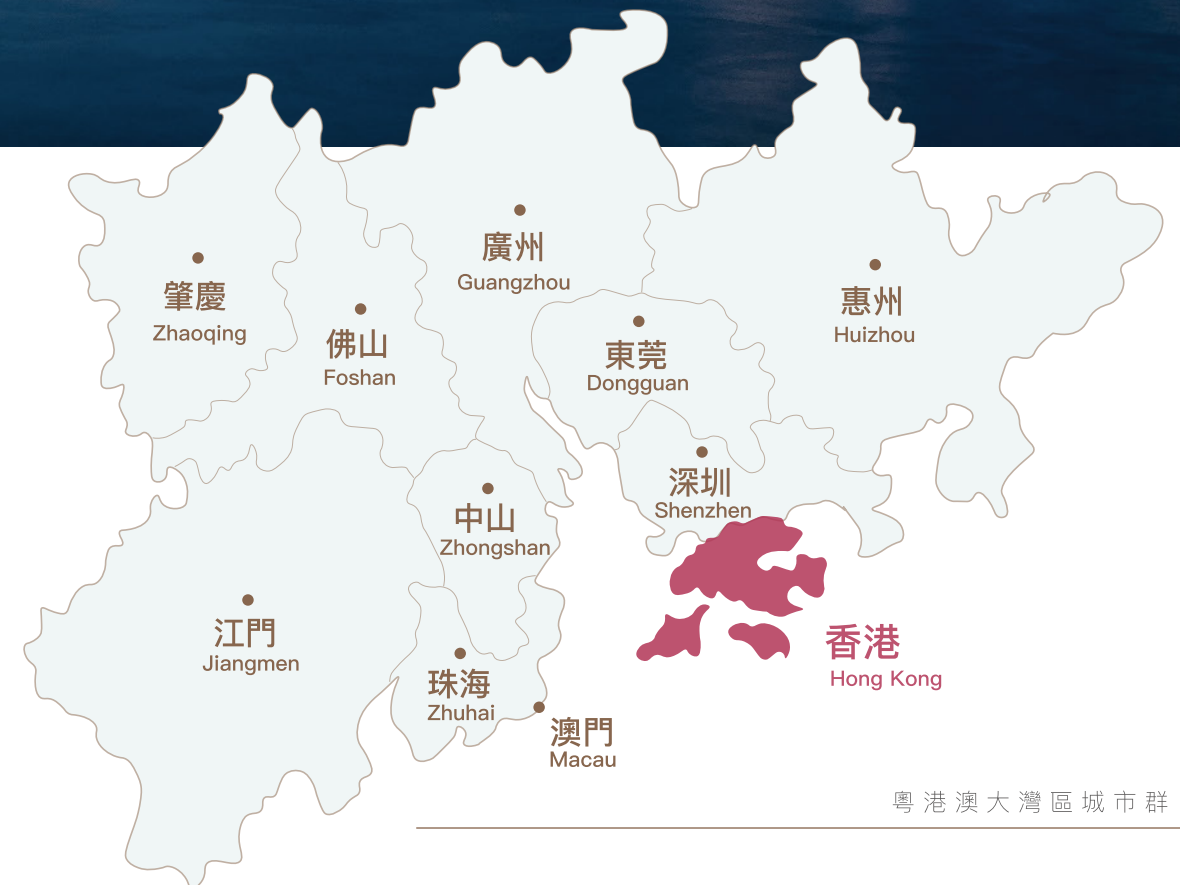 廣州
Guangzhou
肇慶
Zhaoqing
惠州
Huizhou
佛山
Foshan
東莞
Dongguan
深圳
Shenzhen
中山
Zhongshan
江門
Jiangmen
香港
Hong Kong
珠海
Zhuhai
澳門
Macau
粵港澳大灣區城市群